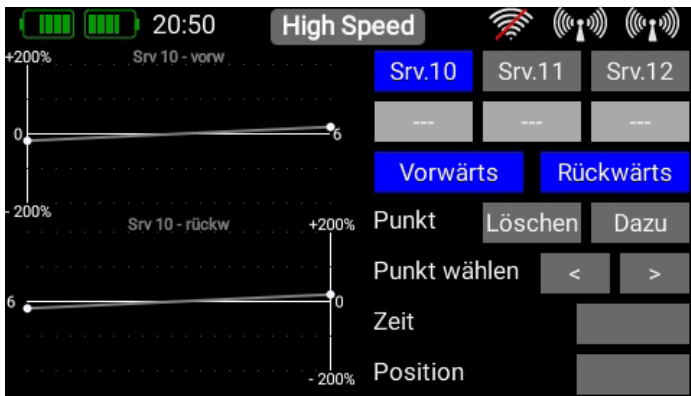 20:50 High Speed
+200% Srv 10 - vorw
0 6
- 200%
Srv 10 - rückw +200%
6 0
- 200%
Srv.10 Srv.11 Srv.12
--- --- ---
Vorwärts Rückwärts
Punkt Löschen Dazu
Punkt wählen < >
Zeit
Position